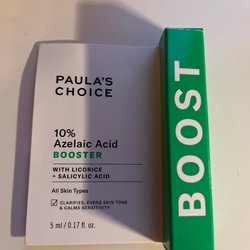 PAULA'S
CHOICE
10%
Azelaic Acid
BOOSTER
WITH LICORICE
+ SALICYLIC ACID
All Skin Types
CLARIFIES, EVENS SKIN TONE
& CALMS SENSITIVITY
5 ml / 0.17 fl. oz.
BOOST